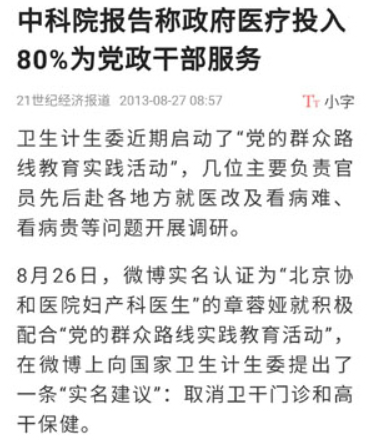 中科院报告称政府医疗投入
80%为党政干部服务
21世纪经济报道 2013-08-27 08:57 TT 小字
卫生计生委近期启动了“党的群众路
线教育实践活动”，几位主要负责官
员先后赴各地方就医改及看病难、
看病贵等问题开展调研。
8月26日，微博实名认证为“北京协
和医院妇产科医生”的章蓉娅就积极
配合“党的群众路线实践教育活动”，
在微博上向国家卫生计生委提出了
一条“实名建议”：取消卫干门诊和高
干保健。